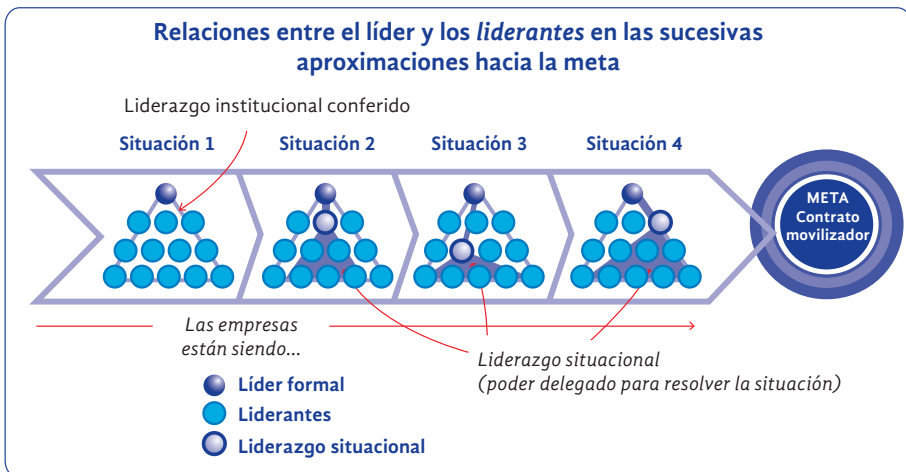 Relaciones entre el líder y los liderantes en las sucesivas
aproximaciones hacia la meta
Liderazgo institucional conferido
Situación 1
Situación 2
Situación 3
Situación 4
META
Contrato
movilizador
Las empresas
están siendo...
Liderazgo situacional
(poder delegado para resolver la situación)
Líder formal
Liderantes
Liderazgo situacional